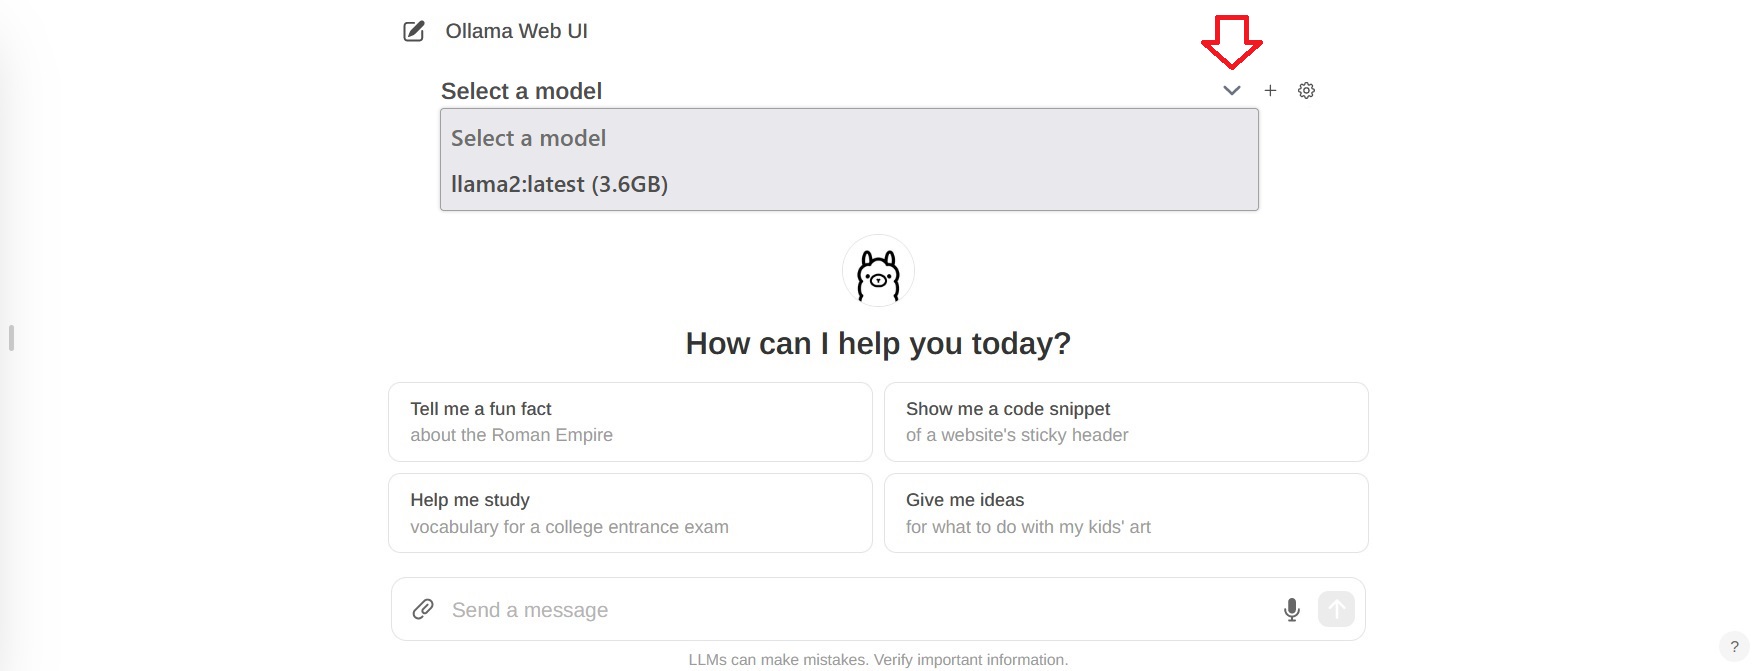 Ollama Web UI
Select a model
Select a model
llama2:latest (3.6GB)
How can I help you today?
Tell me a fun fact
about the Roman Empire
Show me a code snippet
of a website's sticky header
Help me study
vocabulary for a college entrance exam
Give me ideas
for what to do with my kids' art
Send a message
LLMs can make mistakes. Verify important information.
?